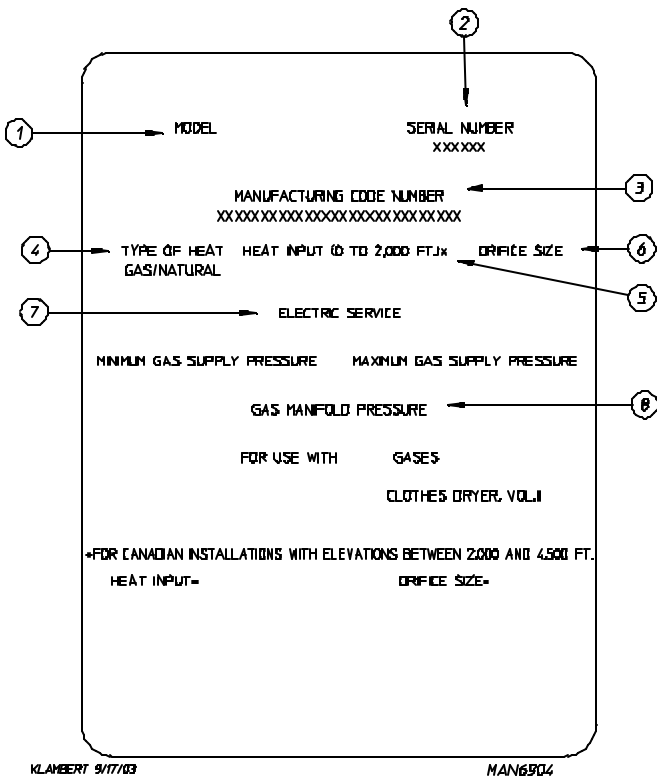 2
1 MODEL SERIAL NUMBER
XXXXXX
3
MANUFACTURING CODE NUMBER
XXXXXXXXXXXXXXXXXXXXXXXXXXXX
4 TYPE OF HEAT HEAT INPUT (0 TO 2,000 FT.)* ORIFICE SIZE 6
GAS/NATURAL
5
7 ELECTRIC SERVICE
MINIMUM GAS SUPPLY PRESSURE MAXIMUM GAS SUPPLY PRESSURE
GAS MANIFOLD PRESSURE 8
FOR USE WITH GASES
CLOTHES DRYER, VOL.II
*FOR CANADIAN INSTALLATIONS WITH ELEVATIONS BETWEEN 2,000 AND 4,500 FT.
HEAT INPUT= ORIFICE SIZE=
KLAMBERT 9/17/03 MAN6504